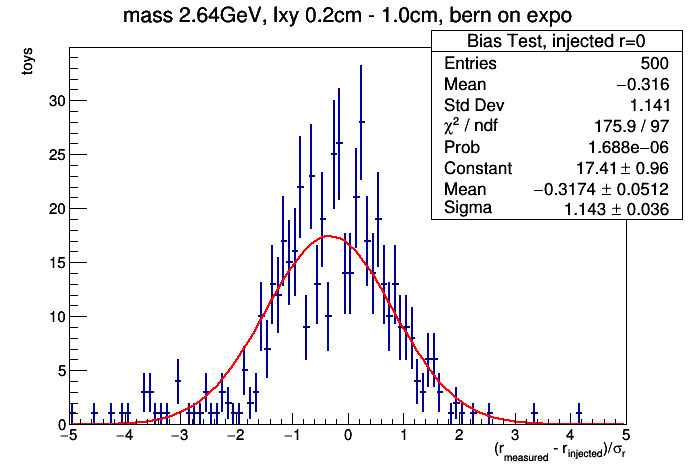 mass 2.64GeV, lxy 0.2cm - 1.0cm, bern on expo
Bias Test, injected r=0
Entries 500
Mean −0.316
Std Dev 1.141
χ² / ndf 175.9 / 97
Prob 1.688e−06
Constant 17.41 ± 0.96
Mean −0.3174 ± 0.0512
Sigma 1.143 ± 0.036
toys
30
25
20
15
10
5
0
−5 −4 −3 −2 −1 0 1 2 3 4 5
(r_measured - r_injected)/σ_r